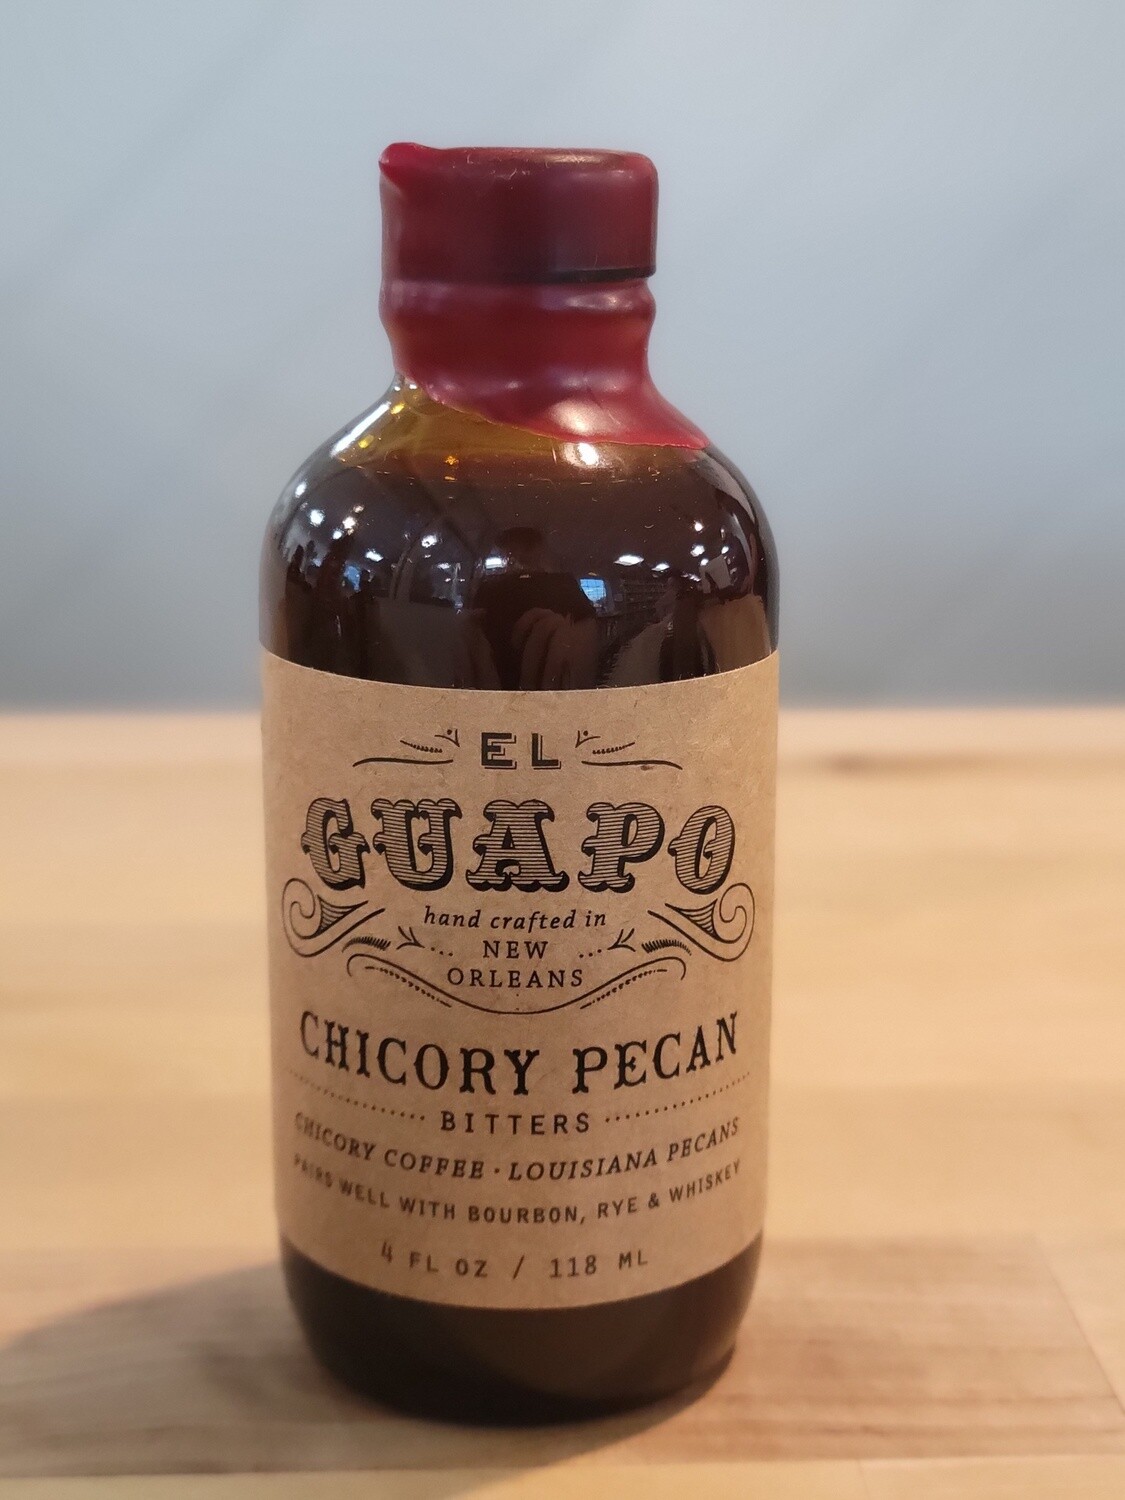 EL
GUAPO
hand crafted in
NEW
ORLEANS
CHICORY PECAN
BITTERS
CHICORY COFFEE · LOUISIANA PECANS
PAIRS WELL WITH BOURBON, RYE & WHISKEY
4 FL OZ / 118 ML